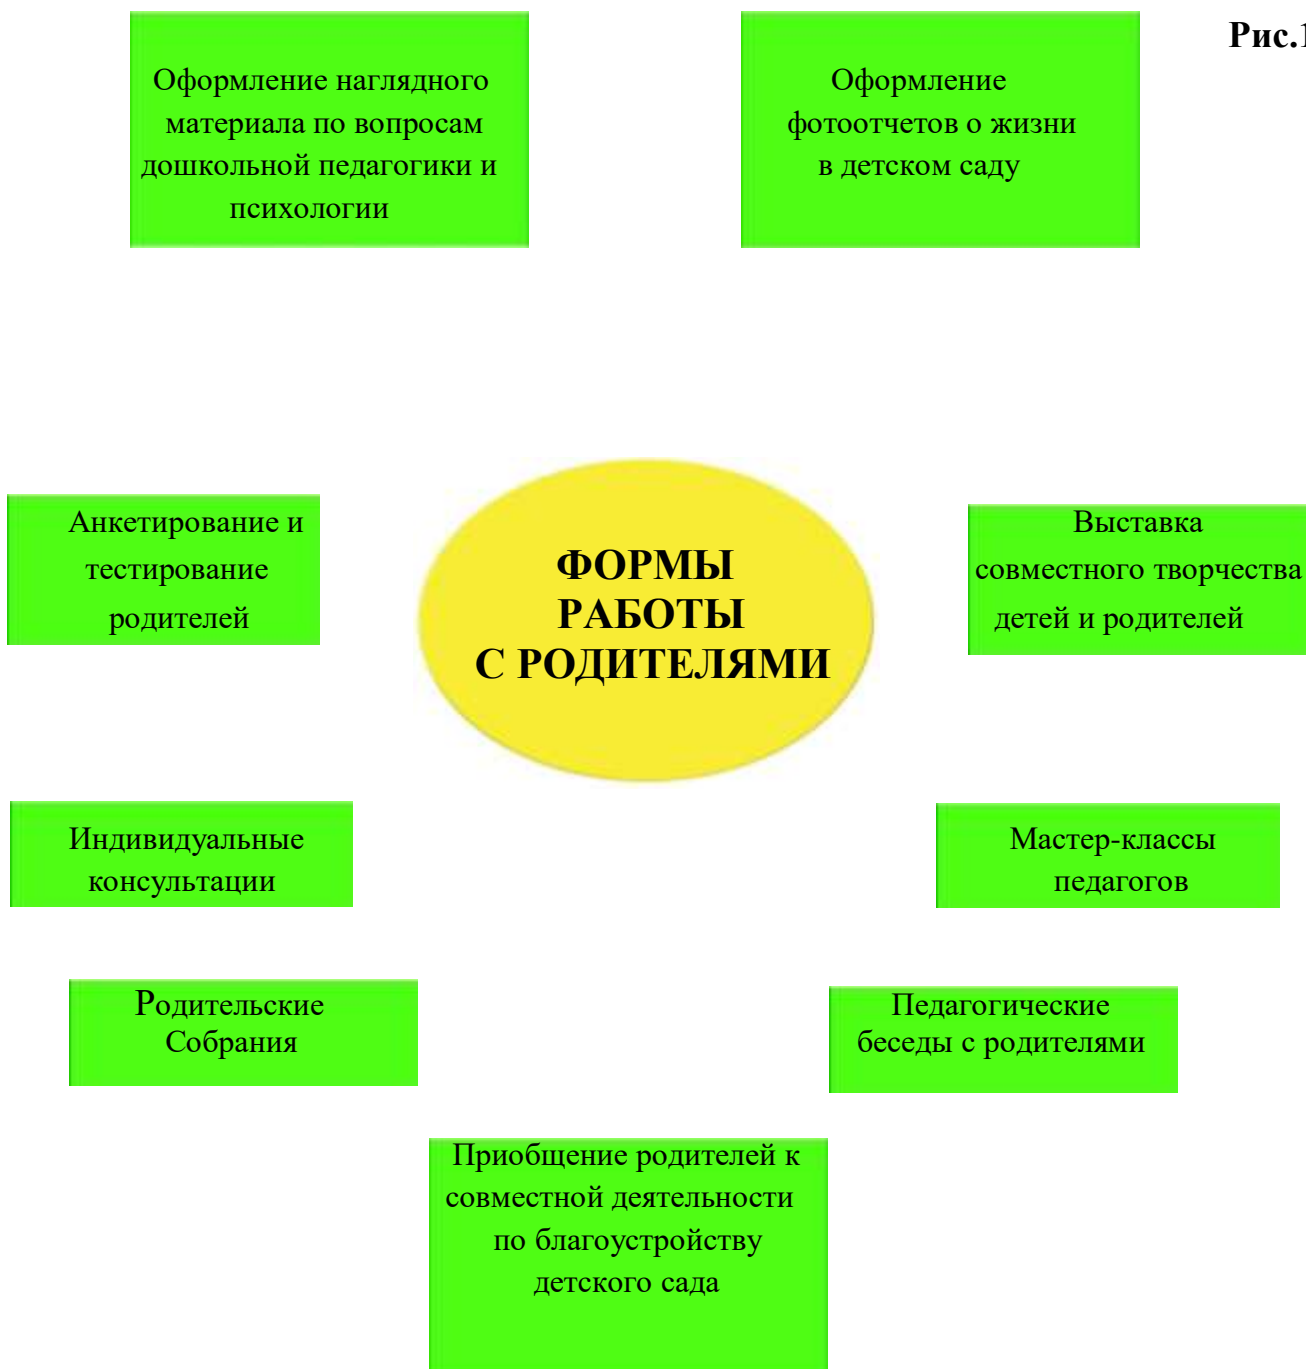 Рис.1
Оформление наглядного
материала по вопросам
дошкольной педагогики и
психологии
Оформление
фотоотчетов о жизни
в детском саду
Анкетирование и
тестирование
родителей
ФОРМЫ
РАБОТЫ
С РОДИТЕЛЯМИ
Выставка
совместного творчества
детей и родителей
Индивидуальные
консультации
Мастер-классы
педагогов
Родительские
Собрания
Педагогические
беседы с родителями
Приобщение родителей к
совместной деятельности
по благоустройству
детского сада